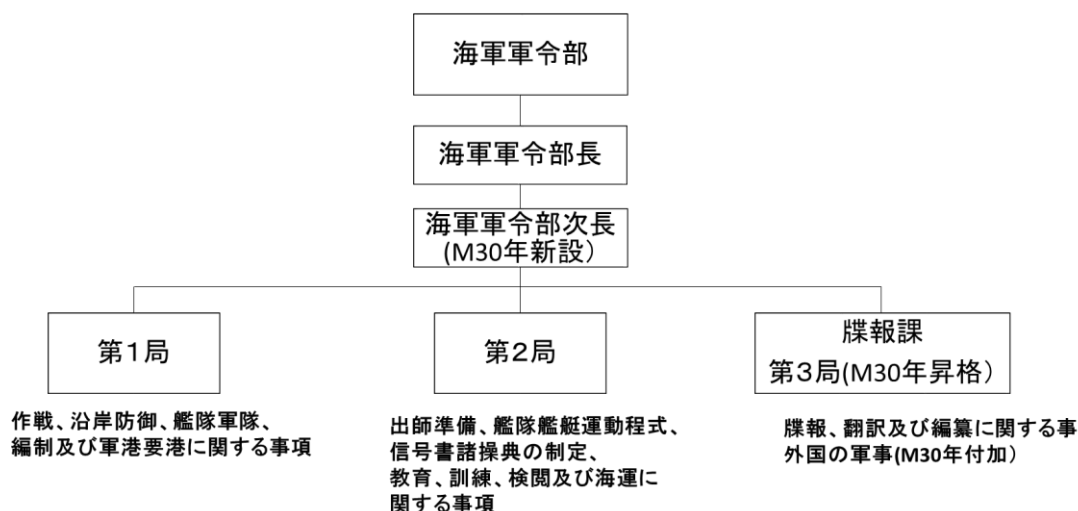 海軍軍令部
海軍軍令部長
海軍軍令部次長
(M30年新設）
第１局
第２局
牒報課
第３局(M30年昇格）
作戦、沿岸防御、艦隊軍隊、
編制及び軍港要港に関する事項
出師準備、艦隊艦艇運動程式、
信号書諸操典の制定、
教育、訓練、検閲及び海運に
関する事項
牒報、翻訳及び編纂に関する事
外国の軍事(M30年付加）